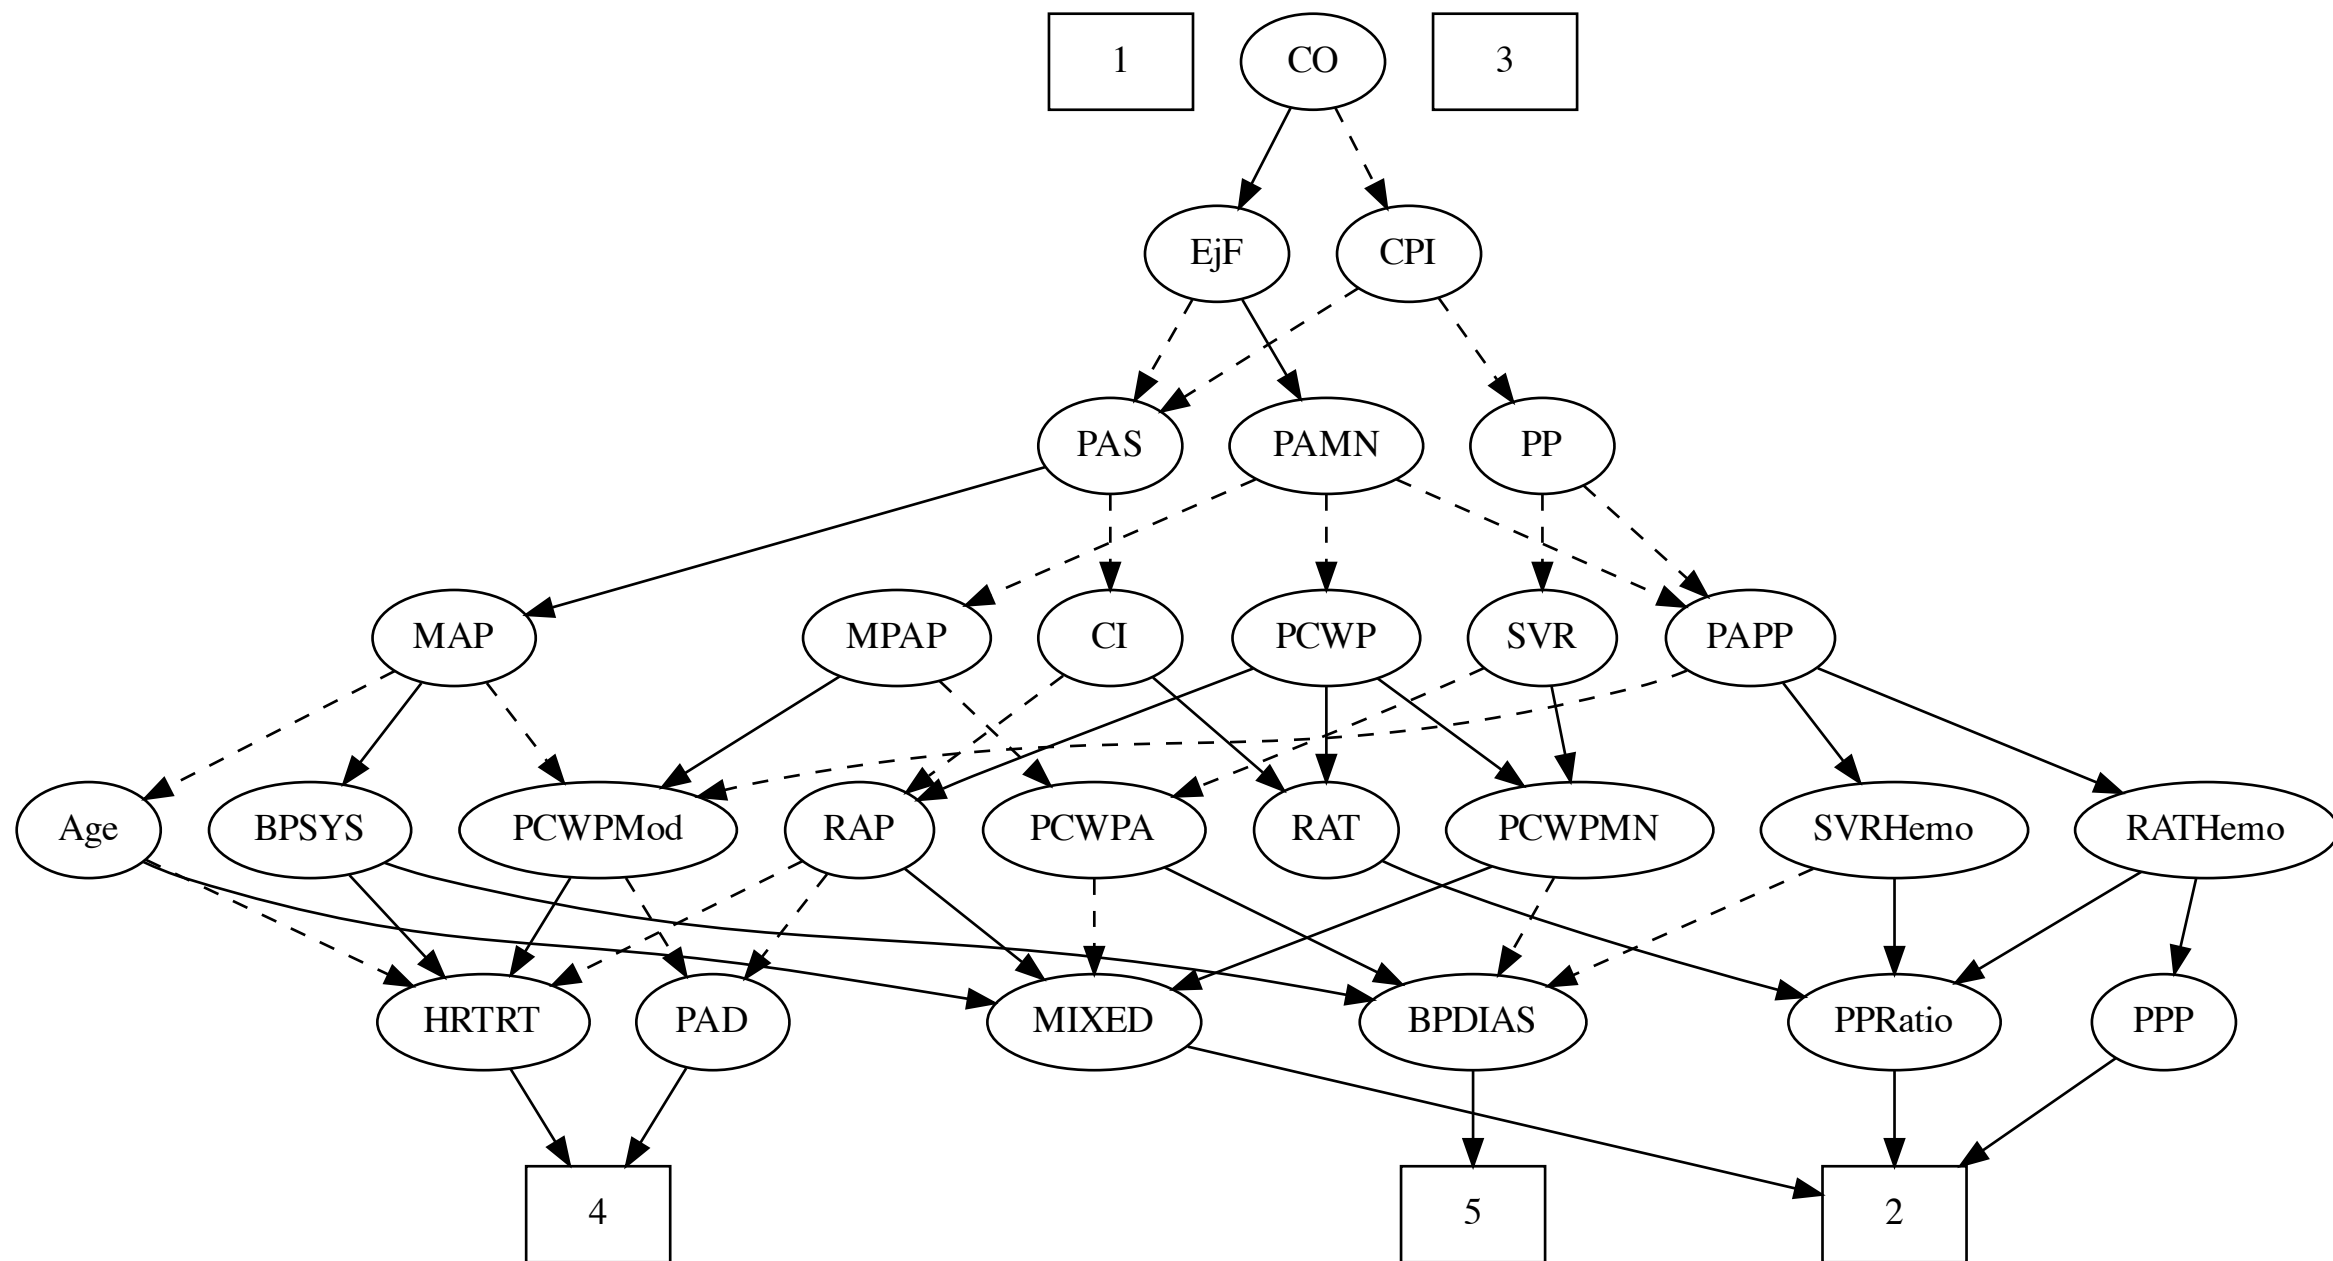 1
CO
3
EjF
CPI
PAS
PAMN
PP
MAP
MPAP
CI
PCWP
SVR
PAPP
Age
BPSYS
PCWPMod
RAP
PCWPA
RAT
PCWPMN
SVRHemo
RATHemo
HRTRT
PAD
MIXED
BPDIAS
PPRatio
PPP
4
5
2